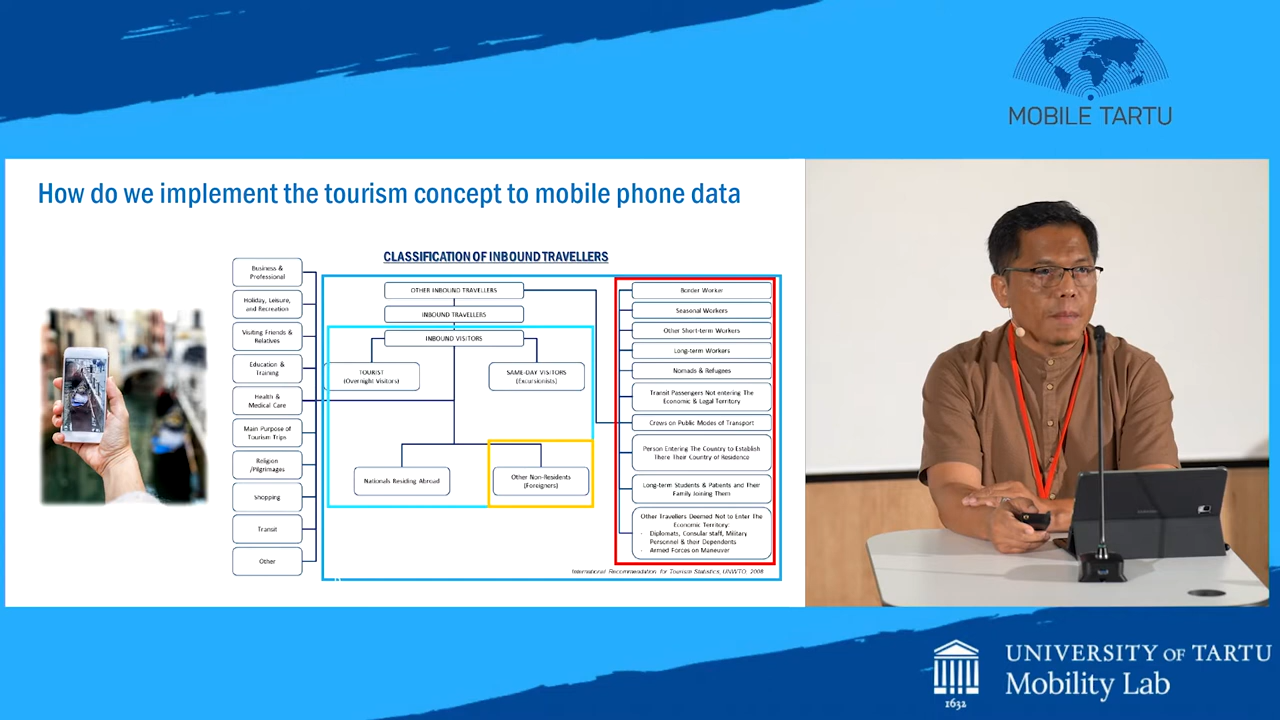 MOBILE TARTU
How do we implement the tourism concept to mobile phone data
CLASSIFICATION OF INBOUND TRAVELLERS
Business &
Professional
Holiday, Leisure,
and Recreation
Visiting Friends &
Relatives
Education &
Training
Health &
Medical Care
Main Purpose of
Tourism Trips
Religion
/Pilgrimages
Shopping
Transit
Other
OTHER INBOUND TRAVELLERS
INBOUND TRAVELLERS
INBOUND VISITORS
TOURIST
(Overnight Visitors)
SAME-DAY VISITORS
(Excursionists)
Nationals Residing Abroad
Other Non-Residents
(Foreigners)
Border Worker
Seasonal Workers
Other Short-term Workers
Long-term Workers
Nomads & Refugees
Transit Passengers Not entering The
Economic & Legal Territory
Crews on Public Modes of Transport
Person Entering The Country to Establish
There Their Country of Residence
Long-term Students & Patients and Their
Family Joining Them
Other Travellers Deemed Not to Enter The
Economic Territory:
- Diplomats, Consular staff, Military
Personnel & their Dependents
- Armed Forces on Maneuver
International Recommendation for Tourism Statistics, UNWTO, 2008
1632
UNIVERSITY OF TARTU
Mobility Lab